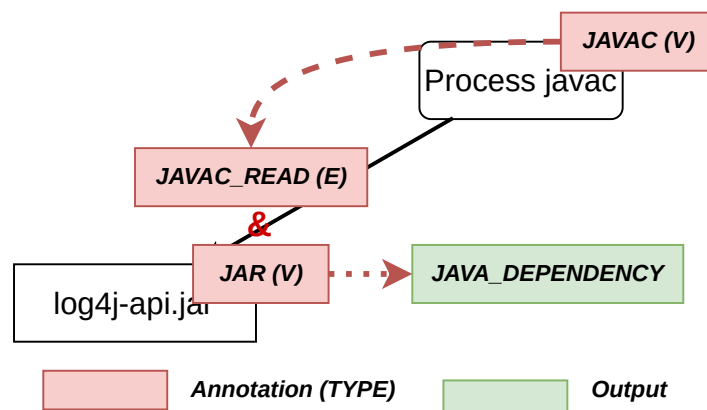 JAVAC (V)
Process javac
JAVAC_READ (E)
&
JAR (V)
JAVA_DEPENDENCY
log4j-api.jar
Annotation (TYPE)
Output